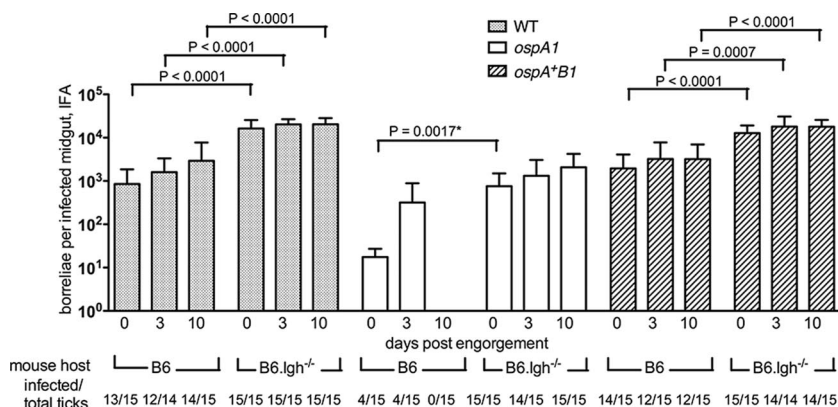 P < 0.0001
P < 0.0001
P < 0.0001
WT
ospA1
ospA⁺B1
P < 0.0001
P = 0.0007
P < 0.0001
P = 0.0017*
borreliae per infected midgut, IFA
10⁵
10⁴
10³
10²
10¹
10⁰
0 3 10 0 3 10 0 3 10 0 3 10 0 3 10 0 3 10
days post engorgement
mouse host B6 B6.Igh⁻/⁻ B6 B6.Igh⁻/⁻ B6 B6.Igh⁻/⁻
infected/
total ticks 13/15 12/14 14/15 15/15 15/15 15/15 4/15 4/15 0/15 15/15 14/15 15/15 14/15 12/15 12/15 15/15 14/14 14/15